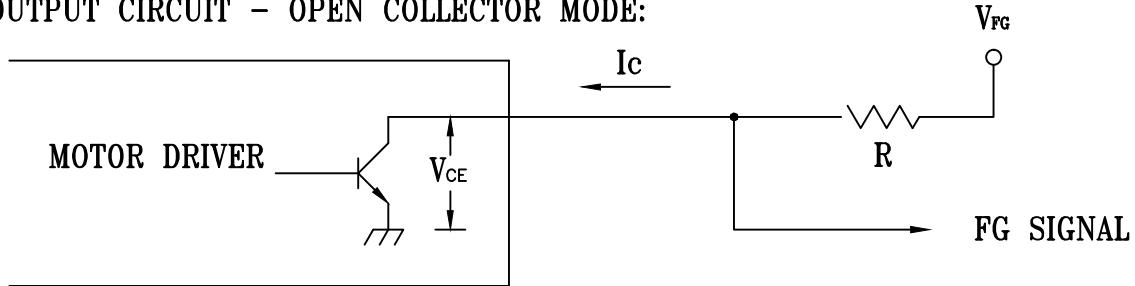 OUTPUT CIRCUIT - OPEN COLLECTOR MODE:
VFG
Ic
MOTOR DRIVER
VCE
R
FG SIGNAL